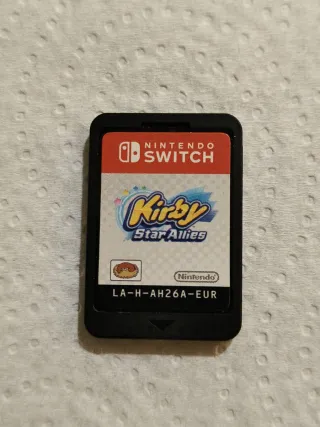 NINTENDO
SWITCH
Kirby
Star Allies
Nintendo
LA-H-AH26A-EUR